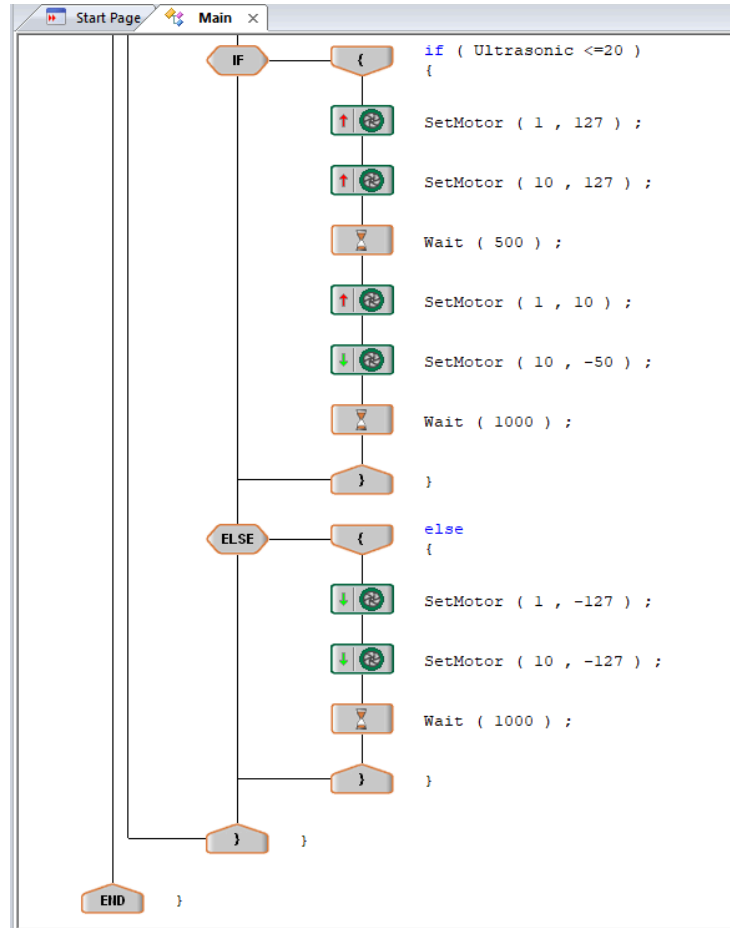 Start Page Main ×
IF { if ( Ultrasonic <=20 )
{
SetMotor ( 1 , 127 ) ;
SetMotor ( 10 , 127 ) ;
Wait ( 500 ) ;
SetMotor ( 1 , 10 ) ;
SetMotor ( 10 , -50 ) ;
Wait ( 1000 ) ;
} }
ELSE { else
{
SetMotor ( 1 , -127 ) ;
SetMotor ( 10 , -127 ) ;
Wait ( 1000 ) ;
} }
} }
END }